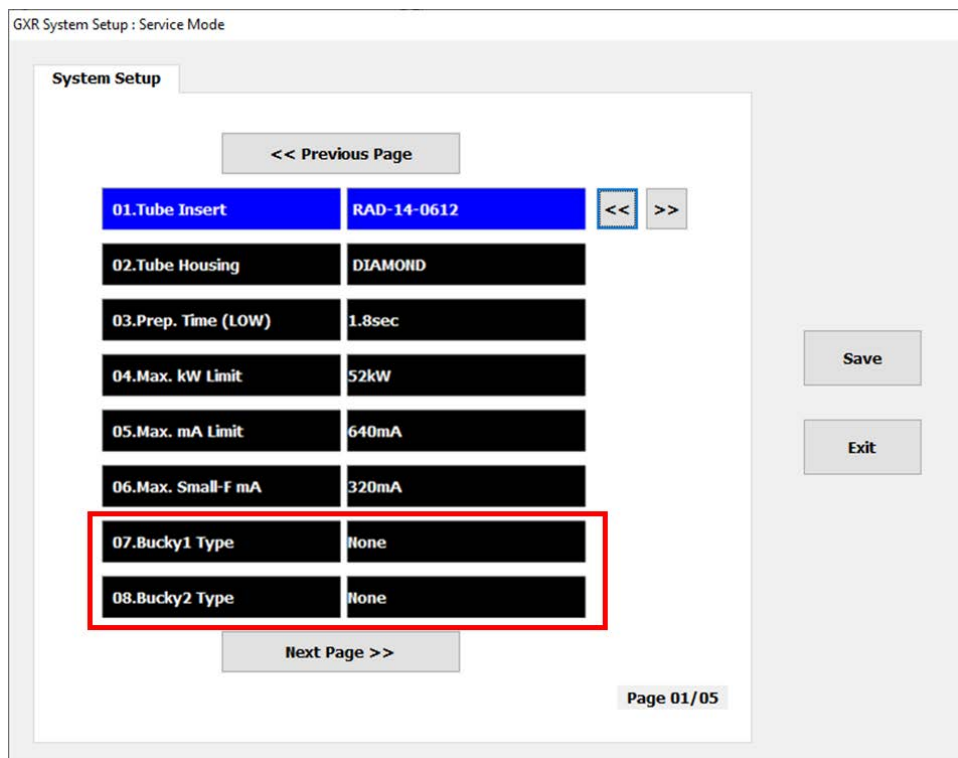 GXR System Setup : Service Mode
System Setup
<< Previous Page
01.Tube Insert RAD-14-0612 << >>
02.Tube Housing DIAMOND
03.Prep. Time (LOW) 1.8sec
04.Max. kW Limit 52kW
Save
05.Max. mA Limit 640mA
Exit
06.Max. Small-F mA 320mA
07.Bucky1 Type None
08.Bucky2 Type None
Next Page >>
Page 01/05